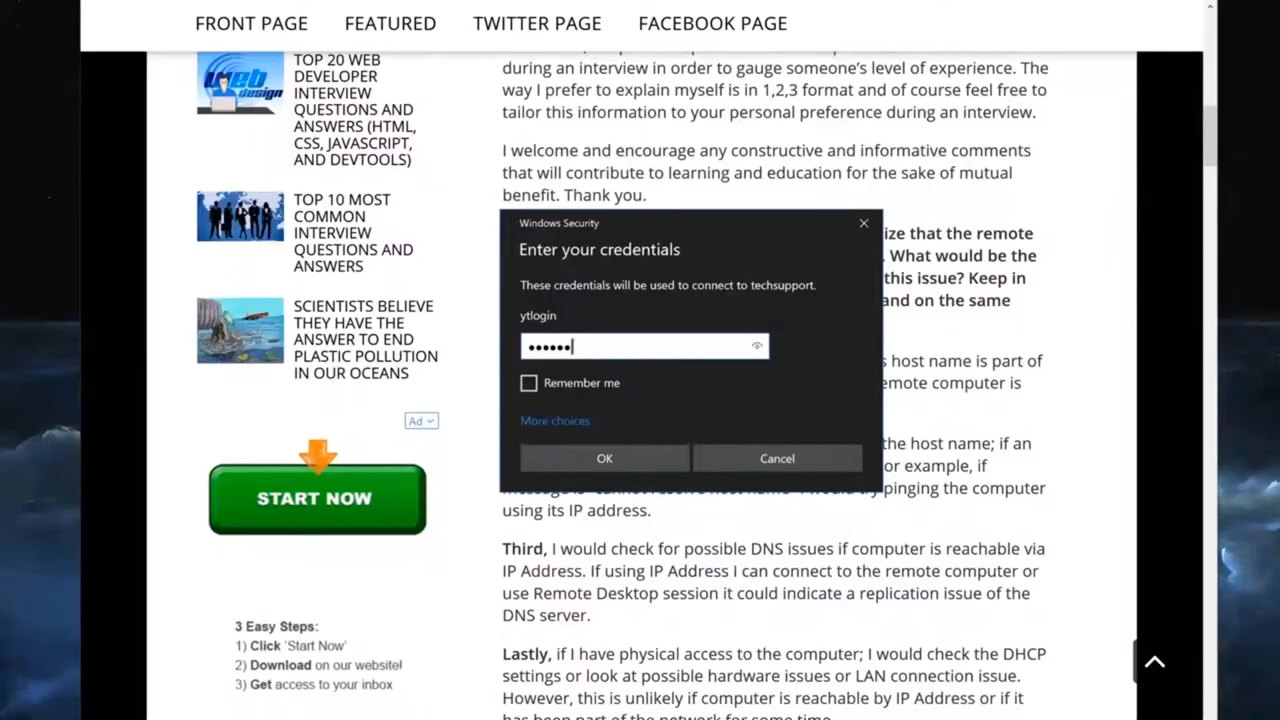 FRONT PAGE
FEATURED
TWITTER PAGE
FACEBOOK PAGE
TOP 20 WEB
DEVELOPER
INTERVIEW
QUESTIONS AND
ANSWERS (HTML,
CSS, JAVASCRIPT,
AND DEVTOOLS)
web
design
TOP 10 MOST
COMMON
INTERVIEW
QUESTIONS AND
ANSWERS
SCIENTISTS BELIEVE
THEY HAVE THE
ANSWER TO END
PLASTIC POLLUTION
IN OUR OCEANS
Ad
START NOW
3 Easy Steps:
1) Click 'Start Now'
2) Download on our website!
3) Get access to your inbox
during an interview in order to gauge someone's level of experience. The
way I prefer to explain myself is in 1,2,3 format and of course feel free to
tailor this information to your personal preference during an interview.
I welcome and encourage any constructive and informative comments
that will contribute to learning and education for the sake of mutual
benefit. Thank you.
ize that the remote
What would be the
this issue? Keep in
and on the same
host name is part of
emote computer is
the host name; if an
or example, if
pinging the computer
using its IP address.
Third, I would check for possible DNS issues if computer is reachable via
IP Address. If using IP Address I can connect to the remote computer or
use Remote Desktop session it could indicate a replication issue of the
DNS server.
Lastly, if I have physical access to the computer; I would check the DHCP
settings or look at possible hardware issues or LAN connection issue.
However, this is unlikely if computer is reachable by IP Address or if it
has been part of the network for some time.
Windows Security
Enter your credentials
These credentials will be used to connect to techsupport.
ytlogin
••••••
Remember me
More choices
OK
Cancel